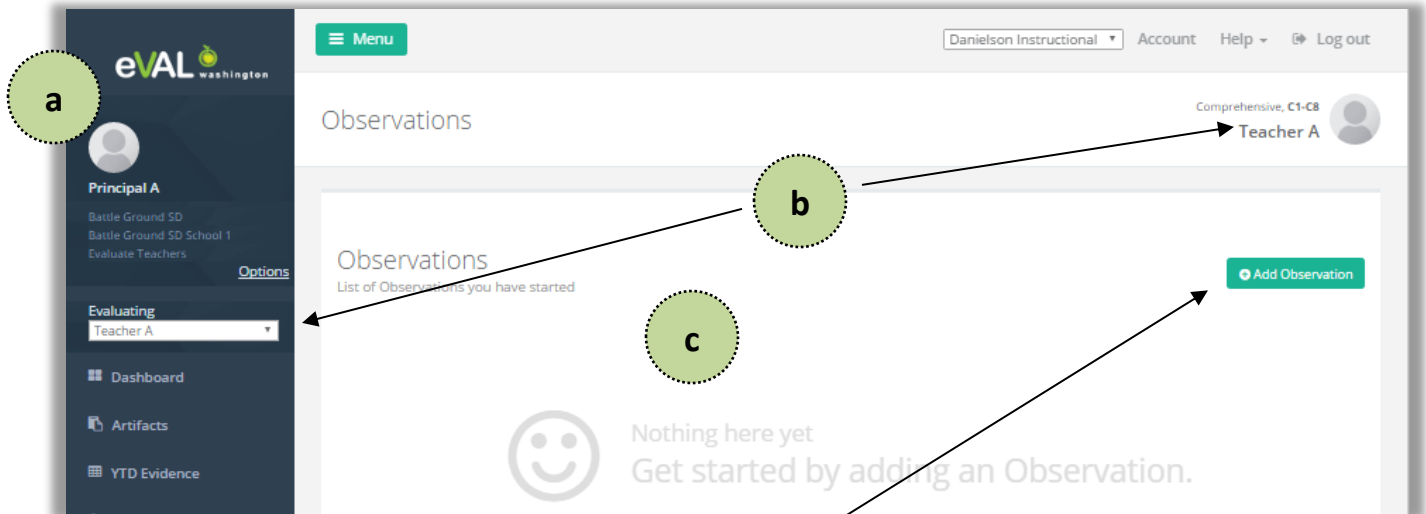 eVAL washington
Menu
Danielson Instructional
Account
Help
Log out
a
Observations
Comprehensive, C1-C8
Teacher A
Principal A
b
Battle Ground SD
Battle Ground SD School 1
Evaluate Teachers
Options
Observations
List of Observations you have started
Add Observation
Evaluating
Teacher A
c
Dashboard
Artifacts
YTD Evidence
Nothing here yet
Get started by adding an Observation.